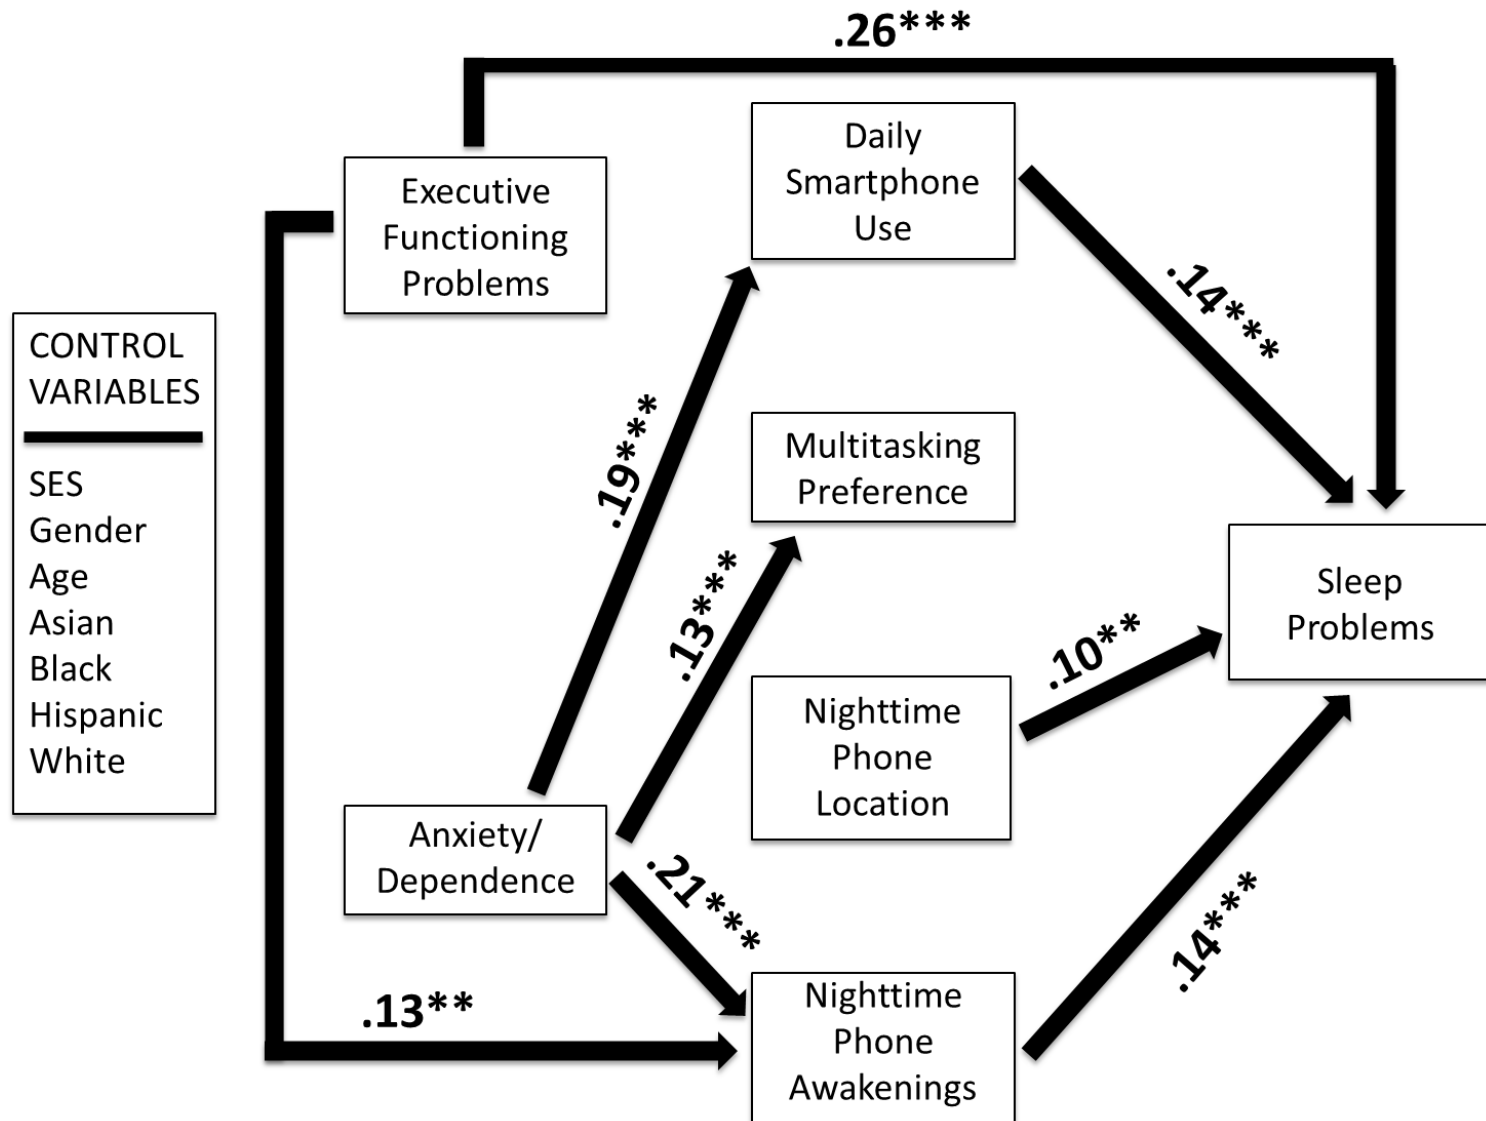 .26***
Daily
Smartphone
Use
Executive
Functioning
Problems
.14***
CONTROL
VARIABLES
SES
Gender
Age
Asian
Black
Hispanic
White
.19***
Multitasking
Preference
.13***
Sleep
Problems
.10**
Nighttime
Phone
Location
Anxiety/
Dependence
.21***
.14***
.13**
Nighttime
Phone
Awakenings